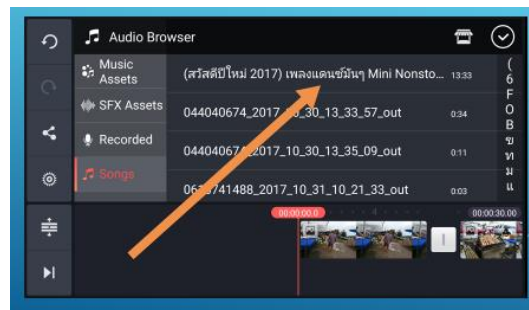 Audio Browser
Music
Assets
SFX Assets
Recorded
Songs
(สวัสดีปีใหม่ 2017) เพลงแดนซ์มันๆ Mini Nonsto... 13:33
044040674_2017_10_30_13_33_57_out 0:34
044040674_2017_10_30_13_35_09_out 0:11
_2017_10_31_10_21_33_out 0:03
(
6
F
O
B
ข
ท
ม
แ
00:00:00.0
00:00:30.00